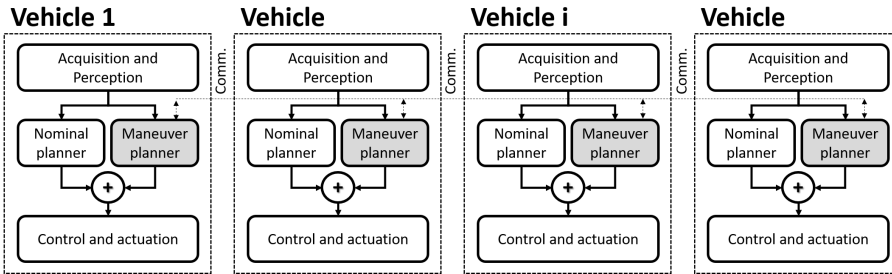 Vehicle 1
Acquisition and
Perception
Nominal
planner
Maneuver
planner
+
Control and actuation
Comm.
Vehicle
Acquisition and
Perception
Nominal
planner
Maneuver
planner
+
Control and actuation
Comm.
Vehicle i
Acquisition and
Perception
Nominal
planner
Maneuver
planner
+
Control and actuation
Comm.
Vehicle
Acquisition and
Perception
Nominal
planner
Maneuver
planner
+
Control and actuation